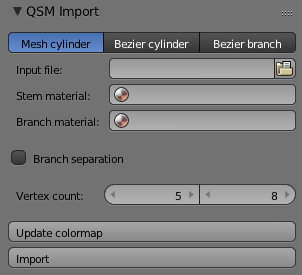 QSM Import
Mesh cylinder Bezier cylinder Bezier branch
Input file:
Stem material:
Branch material:
Branch separation
Vertex count: 5 8
Update colormap
Import